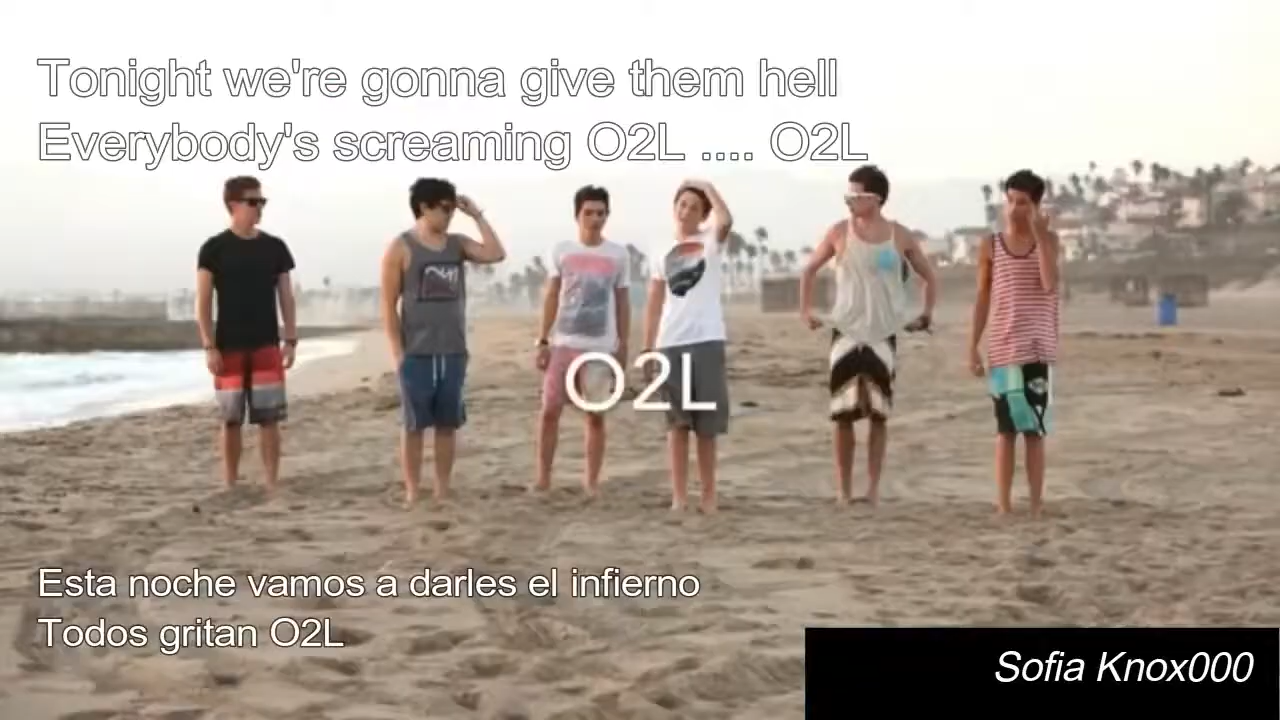 Tonight we're gonna give them hell
Everybody's screaming O2L .... O2L
O2L
Esta noche vamos a darles el infierno
Todos gritan O2L
Sofia Knox000